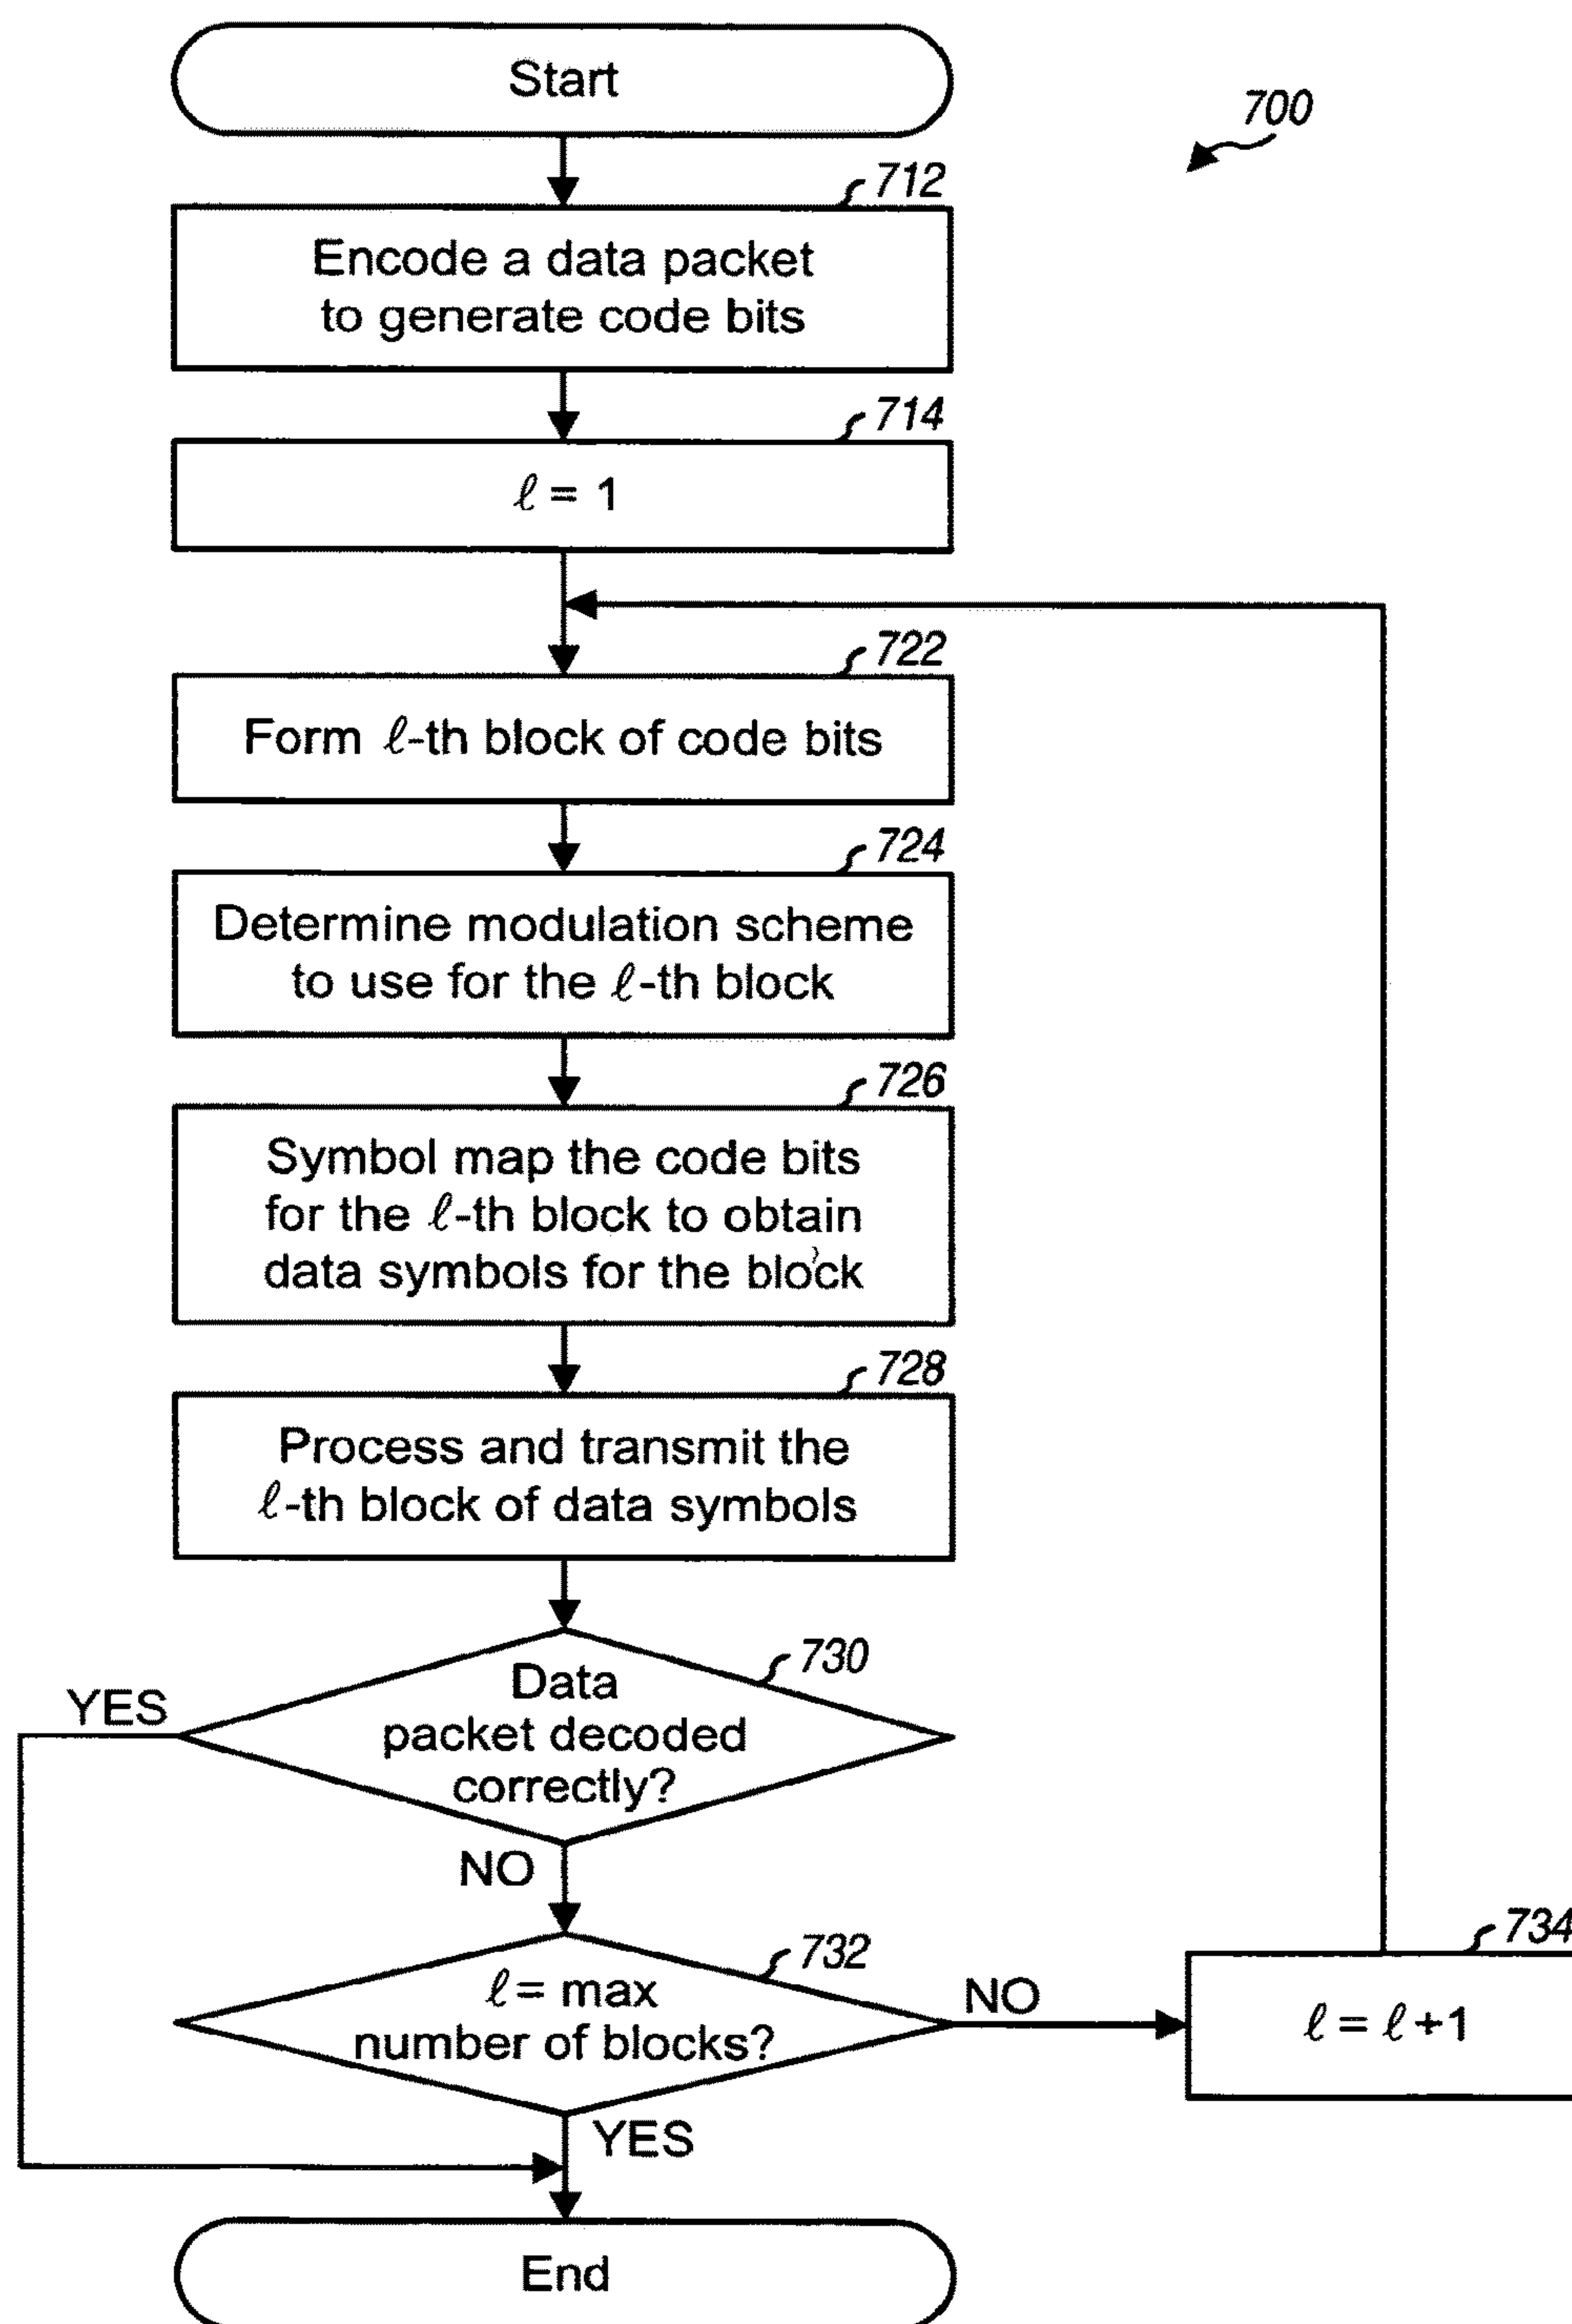 Start
700
712
Encode a data packet
to generate code bits
714
ℓ = 1
722
Form ℓ-th block of code bits
724
Determine modulation scheme
to use for the ℓ-th block
726
Symbol map the code bits
for the ℓ-th block to obtain
data symbols for the block
728
Process and transmit the
ℓ-th block of data symbols
730
Data
packet decoded
correctly?
YES
NO
732
ℓ = max
number of blocks?
NO
734
ℓ = ℓ +1
YES
End